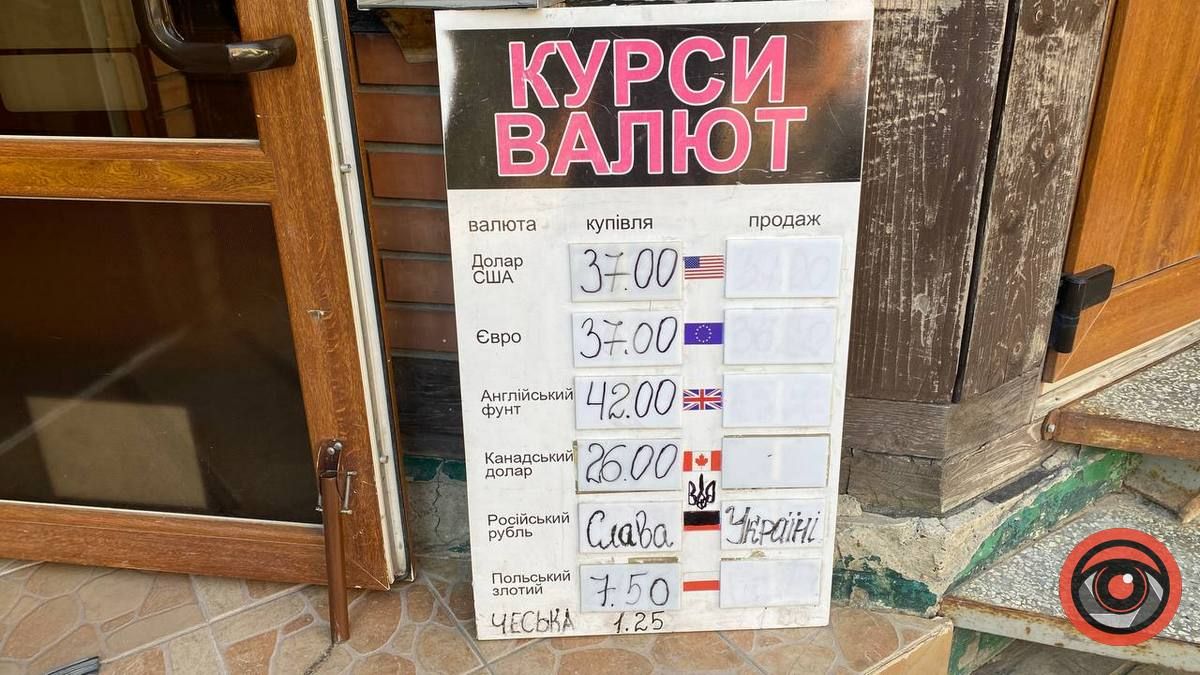 КУРСИ
ВАЛЮТ
валюта купівля продаж
Долар
США 37.00
Євро 37.00
Англійський
фунт 42.00
Канадський
долар 26.00
Російський
рубль Слава Україні
Польський
злотий 7.50
ЧЕСЬКА 1.25